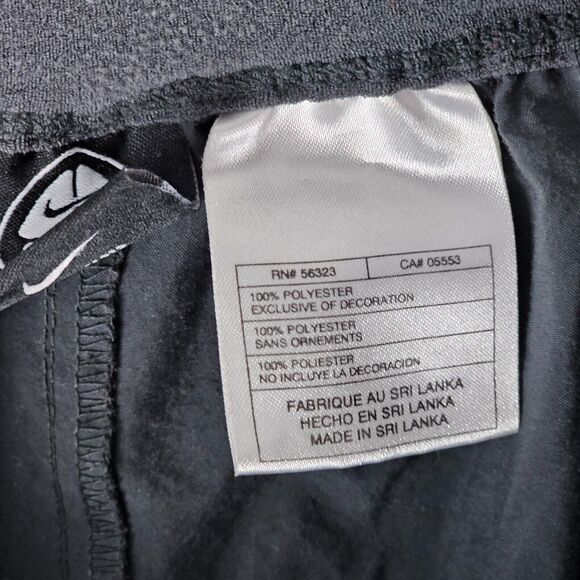 RN# 56323 CA# 05553
100% POLYESTER
EXCLUSIVE OF DECORATION
100% POLYESTER
SANS ORNEMENTS
100% POLIESTER
NO INCLUYE LA DECORACION
FABRIQUE AU SRI LANKA
HECHO EN SRI LANKA
MADE IN SRI LANKA